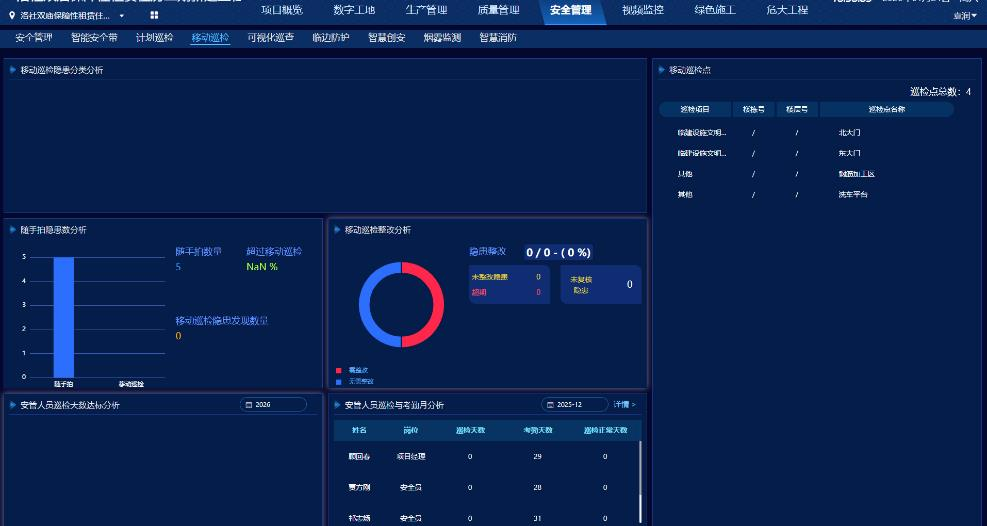 洛社双庙保障性租赁住...
项目概览 数字工地 生产管理 质量管理 安全管理 视频监控 绿色施工 危大工程
安全管理 智能安全带 计划巡检 移动巡检 可视化巡查 临边防护 智慧创安 烟雾监测 智慧消防
移动巡检隐患分类分析
移动巡检点
巡检点总数：4
巡检项目 楼栋号 楼层号 巡检点名称
临建设施文明... / / 北大门
临建设施文明... / / 东大门
其他 / / 钢筋加工区
其他 / / 洗车平台
随手拍隐患数分析
5
4
3
2
1
0
随手拍 移动巡检
随手拍数量 超过移动巡检
5 NaN %
移动巡检隐患发现数量
0
移动巡检整改分析
隐患整改 0 / 0 - ( 0 %)
未整改隐患 0
超期 0
未复核
隐患
0
需整改
无需整改
安管人员巡检天数达标分析
2026
安管人员巡检与考勤月分析
2025-12 详情 >
姓名 岗位 巡检天数 考勤天数 巡检正常天数
顾回春 项目经理 0 29 0
贾方刚 安全员 0 28 0
安全员 0 31 0